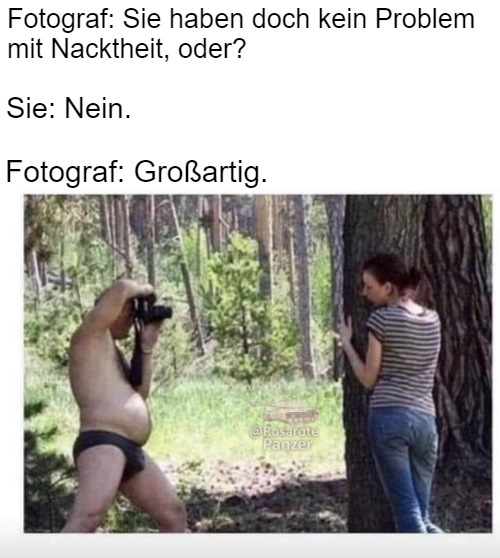 Fotograf: Sie haben doch kein Problem
mit Nacktheit, oder?
Sie: Nein.
Fotograf: Großartig.
@Rosarote
Panzer